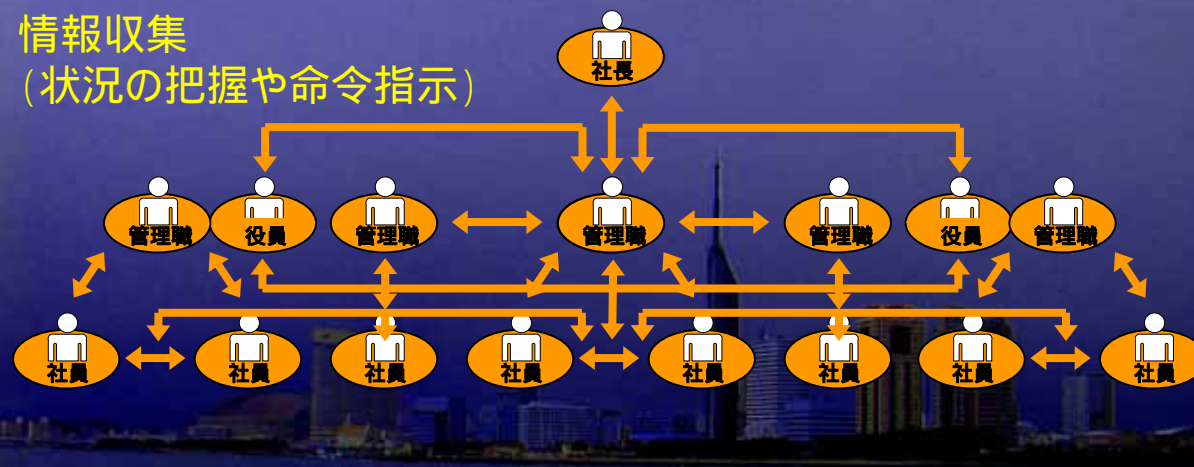 情報収集
(状況の把握や命令指示)
社長
管理職
役員
管理職
管理職
管理職
役員
管理職
社員
社員
社員
社員
社員
社員
社員
社員